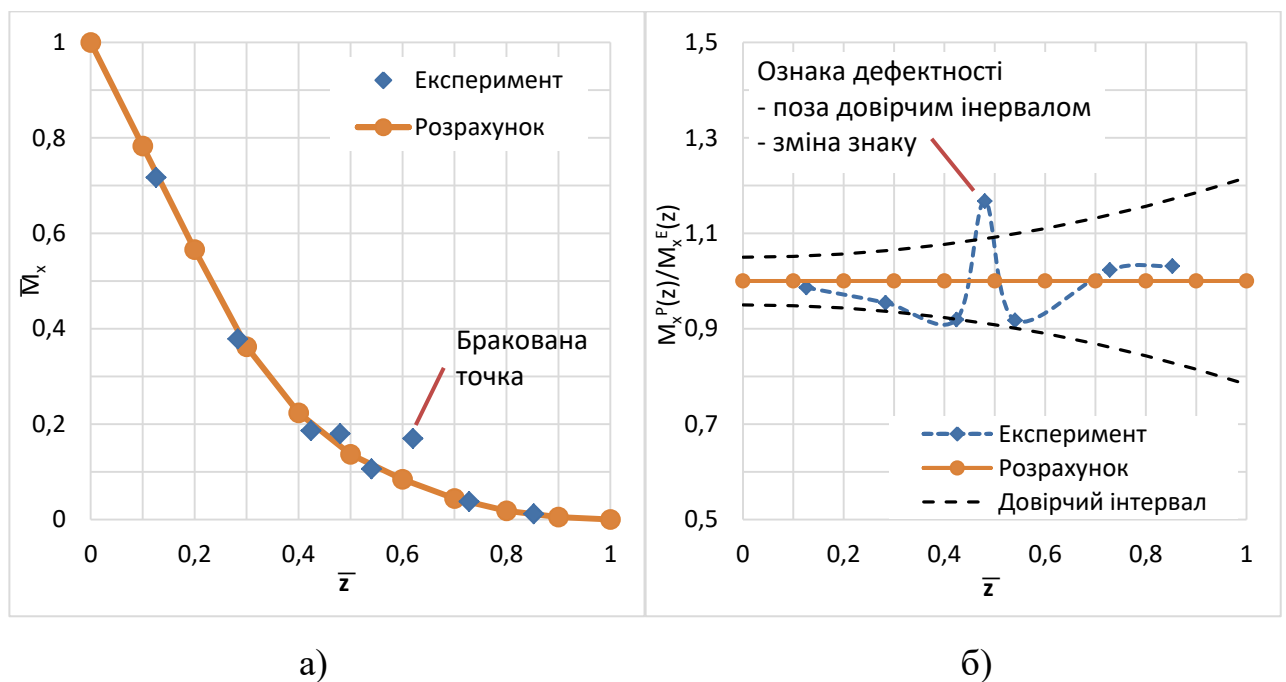 1
0,8
0,6
0,4
0,2
0
0
0,2
0,4
0,6
0,8
1
M̅ₓ
z̅
Експеримент
Розрахунок
Бракована
точка
а)
1,5
1,3
1,1
0,9
0,7
0,5
0
0,2
0,4
0,6
0,8
1
Mₓᴾ(z)/Mₓᴱ(z)
z̅
Ознака дефектності
- поза довірчим інервалом
- зміна знаку
Експеримент
Розрахунок
Довірчий інтервал
б)